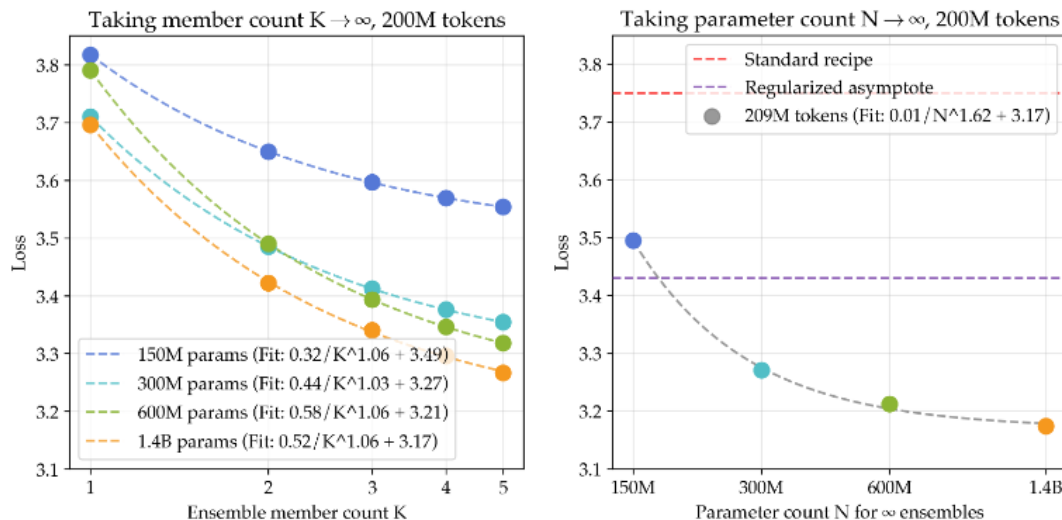 Taking member count K→∞, 200M tokens
3.8
3.7
3.6
3.5
3.4
3.3
3.2
3.1
Loss
150M params (Fit: 0.32/K^1.06 + 3.49)
300M params (Fit: 0.44/K^1.03 + 3.27)
600M params (Fit: 0.58/K^1.06 + 3.21)
1.4B params (Fit: 0.52/K^1.06 + 3.17)
1 2 3 4 5
Ensemble member count K
Taking parameter count N→∞, 200M tokens
Standard recipe
Regularized asymptote
209M tokens (Fit: 0.01/N^1.62 + 3.17)
3.8
3.7
3.6
3.5
3.4
3.3
3.2
3.1
Loss
150M 300M 600M 1.4B
Parameter count N for ∞ ensembles